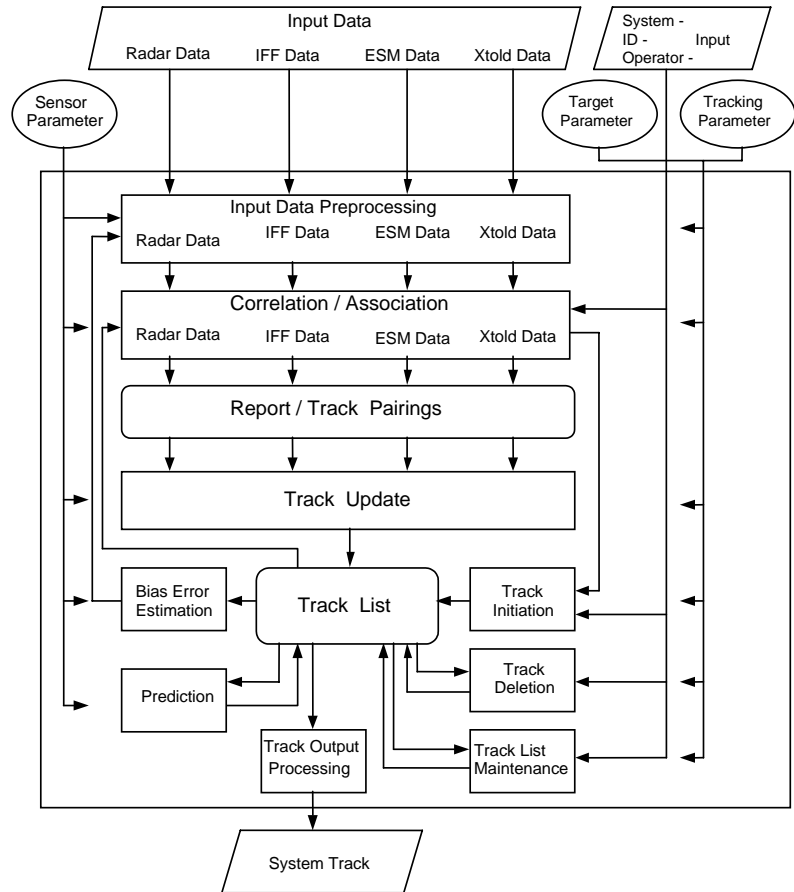 Input Data
Radar Data IFF Data ESM Data Xtold Data
System -
ID - Input
Operator -
Sensor
Parameter
Target
Parameter
Tracking
Parameter
Input Data Preprocessing
Radar Data IFF Data ESM Data Xtold Data
Correlation / Association
Radar Data IFF Data ESM Data Xtold Data
Report / Track Pairings
Track Update
Bias Error
Estimation
Track List
Track
Initiation
Prediction
Track
Deletion
Track Output
Processing
Track List
Maintenance
System Track